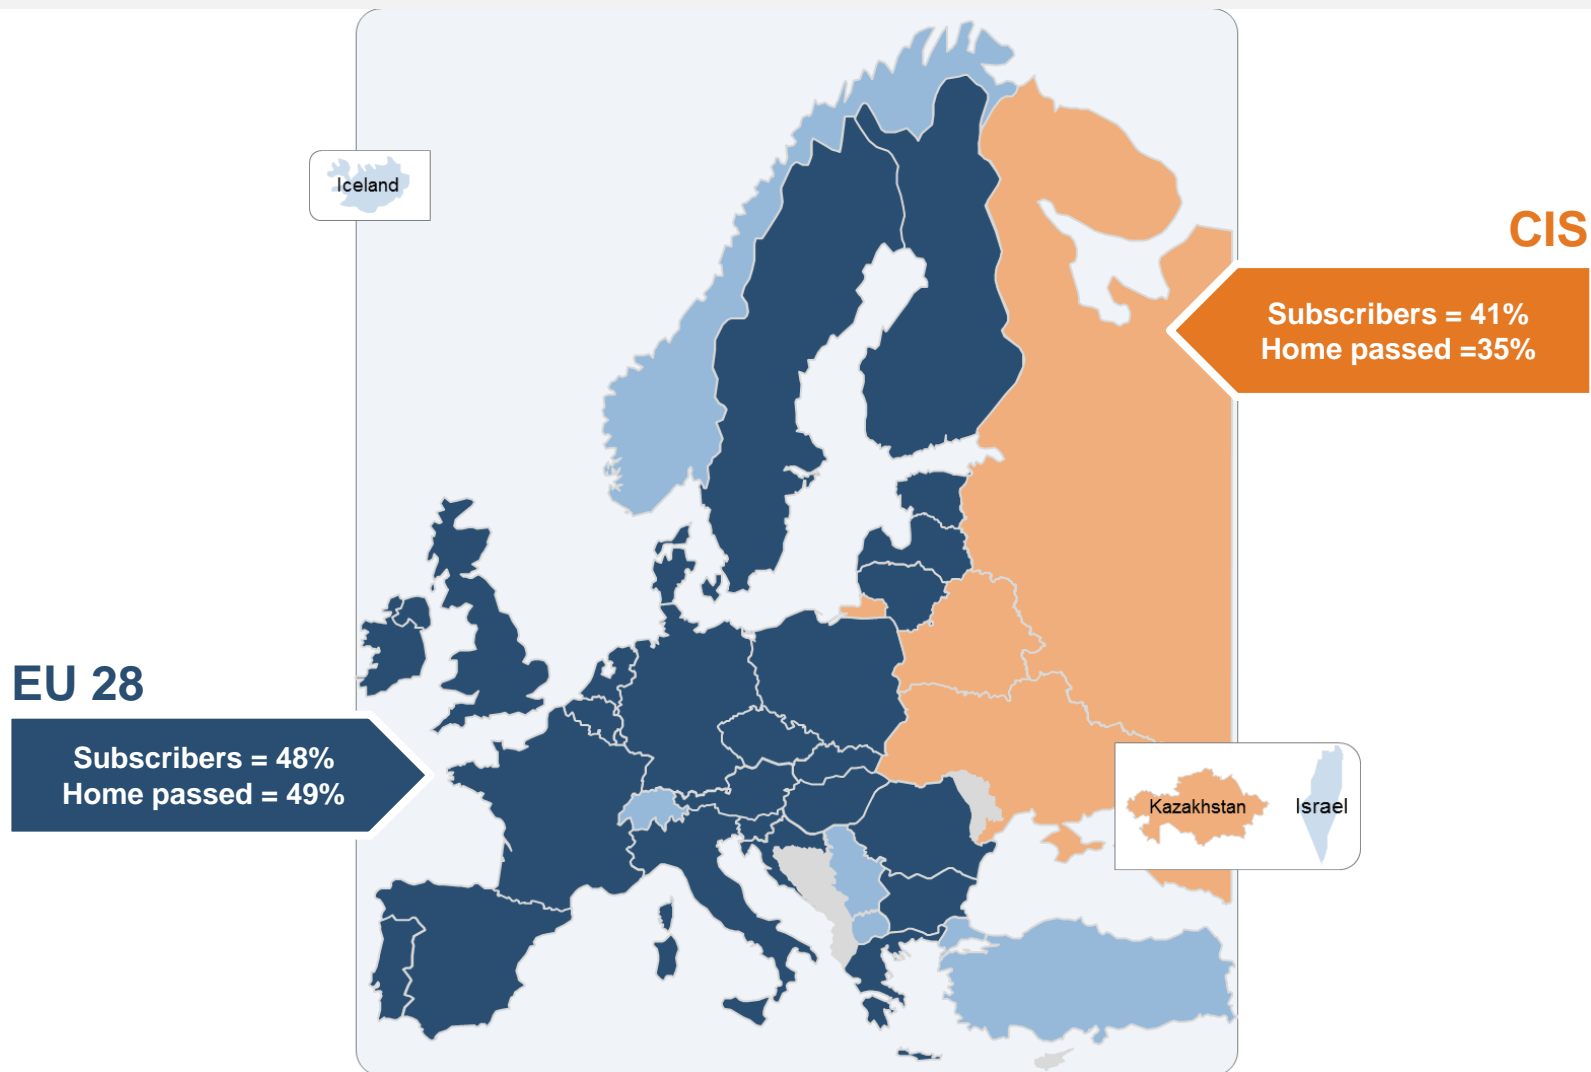 Iceland
CIS
Subscribers = 41%
Home passed =35%
EU 28
Subscribers = 48%
Home passed = 49%
Kazakhstan
Israel